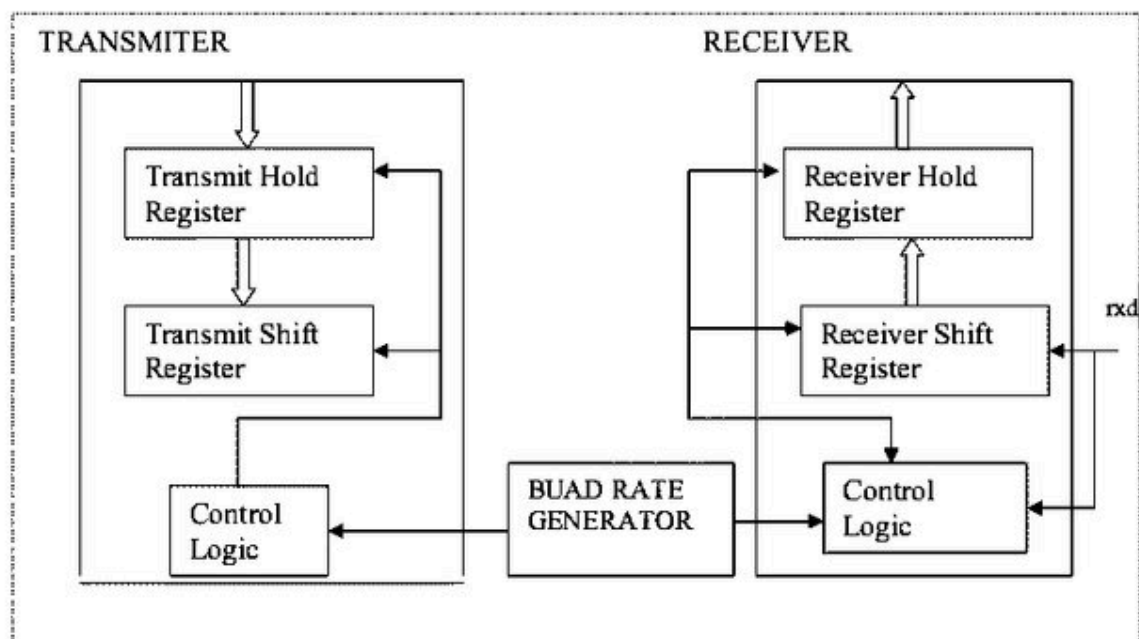 TRANSMITER
RECEIVER
Transmit Hold
Register
Receiver Hold
Register
Transmit Shift
Register
Receiver Shift
Register
rxd
Control
Logic
BUAD RATE
GENERATOR
Control
Logic